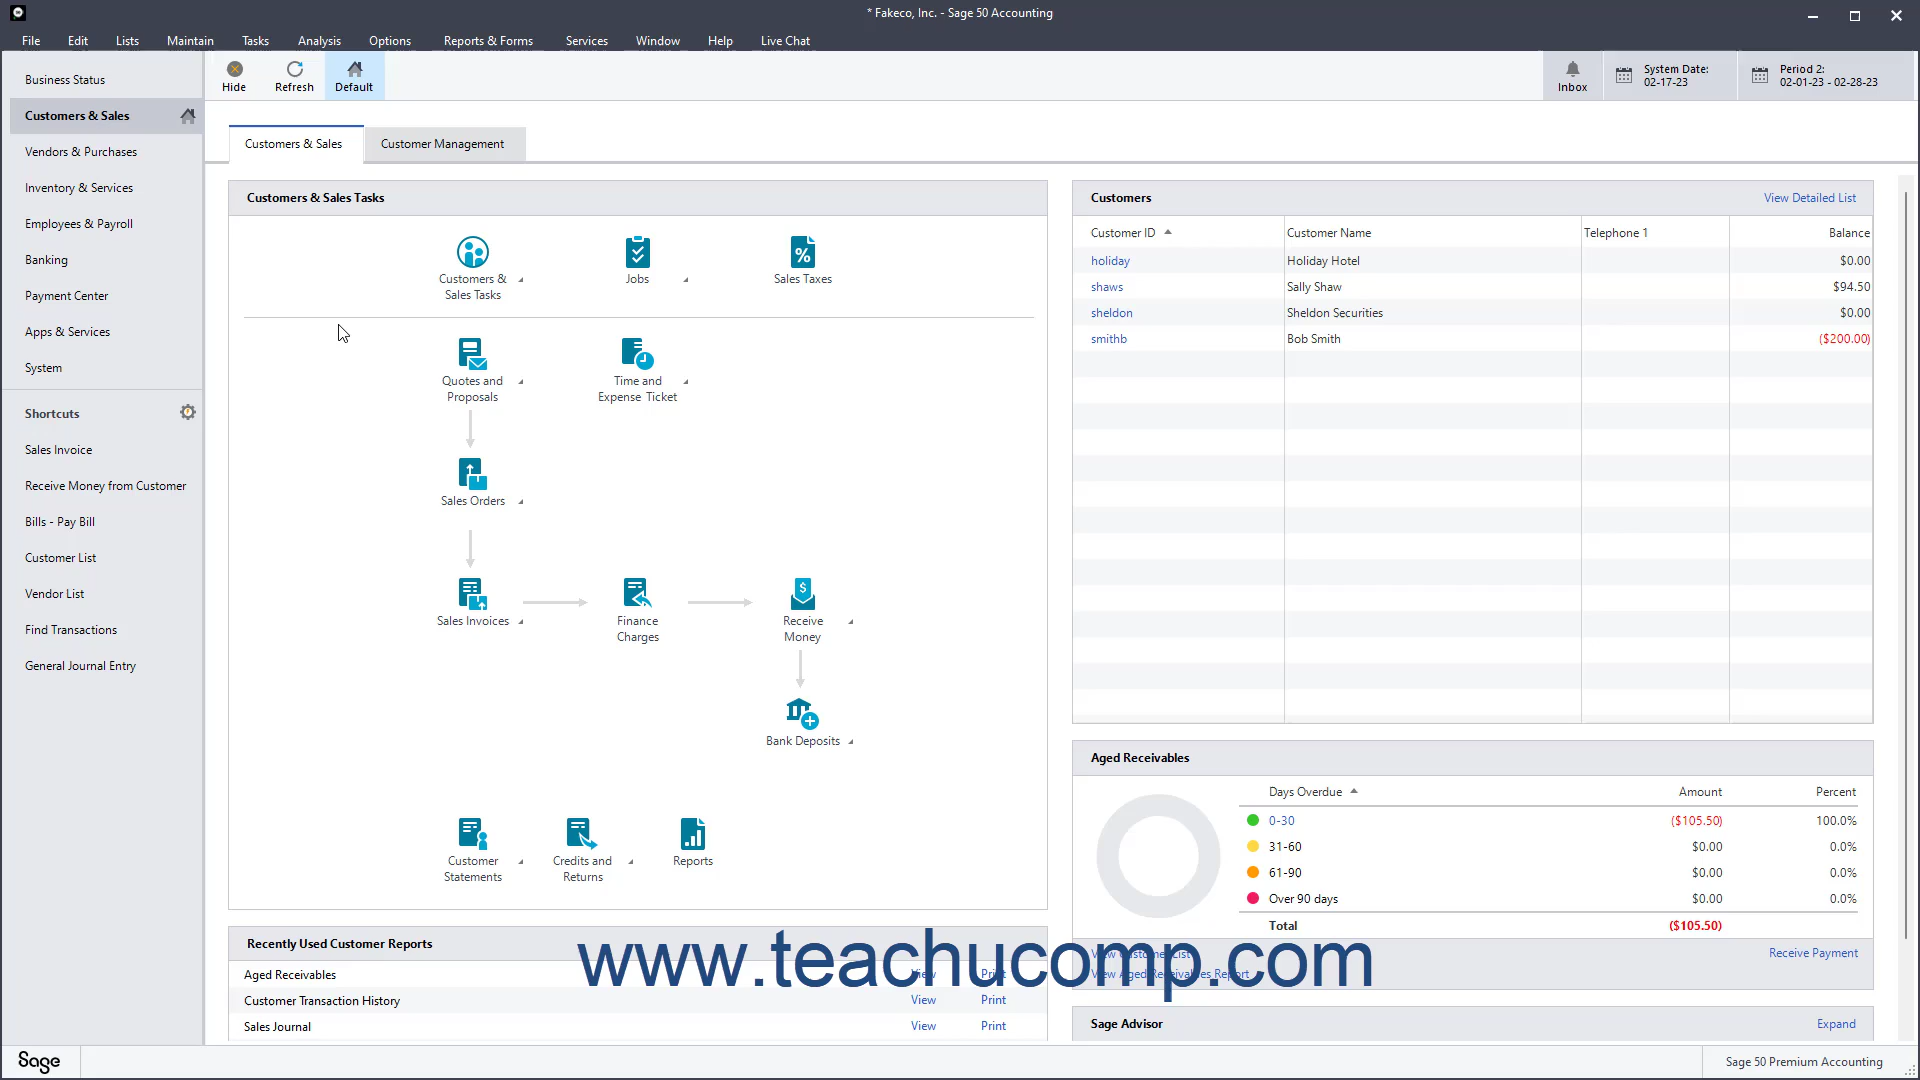 * Fakeco, Inc. - Sage 50 Accounting
File Edit Lists Maintain Tasks Analysis Options Reports & Forms Services Window Help Live Chat
Business Status
Customers & Sales
Vendors & Purchases
Inventory & Services
Employees & Payroll
Banking
Payment Center
Apps & Services
System
Shortcuts
Sales Invoice
Receive Money from Customer
Bills - Pay Bill
Customer List
Vendor List
Find Transactions
General Journal Entry
Hide Refresh Default
Inbox
System Date:
02-17-23
Period 2:
02-01-23 - 02-28-23
Customers & Sales Customer Management
Customers & Sales Tasks
Customers &
Sales Tasks
Jobs
Sales Taxes
Quotes and
Proposals
Time and
Expense Ticket
Sales Orders
Sales Invoices
Finance
Charges
Receive
Money
Bank Deposits
Customer
Statements
Credits and
Returns
Reports
Recently Used Customer Reports
Aged Receivables View Print
Customer Transaction History View Print
Sales Journal View Print
Customers View Detailed List
Customer ID Customer Name Telephone 1 Balance
holiday Holiday Hotel $0.00
shaws Sally Shaw $94.50
sheldon Sheldon Securities $0.00
smithb Bob Smith ($200.00)
Aged Receivables
Days Overdue Amount Percent
0-30 ($105.50) 100.0%
31-60 $0.00 0.0%
61-90 $0.00 0.0%
Over 90 days $0.00 0.0%
Total ($105.50)
View Customer List Receive Payment
View Aged Receivables Report
Sage Advisor Expand
www.teachucomp.com
Sage
Sage 50 Premium Accounting